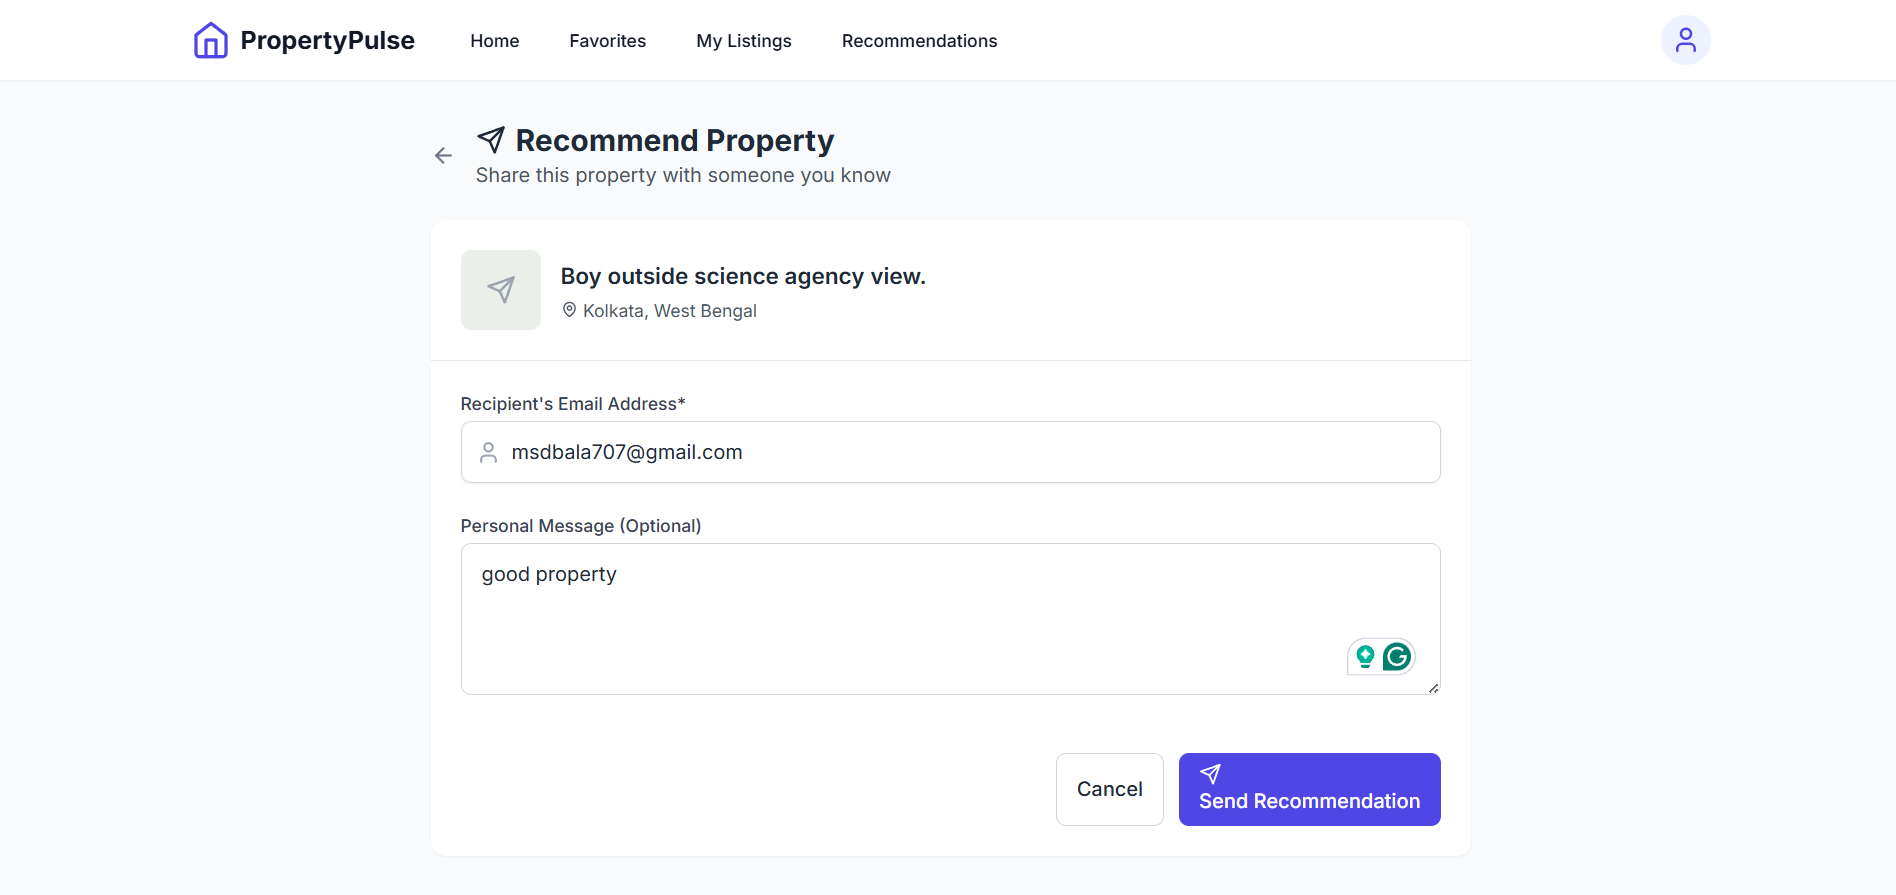 PropertyPulse
Home
Favorites
My Listings
Recommendations
Recommend Property
Share this property with someone you know
Boy outside science agency view.
Kolkata, West Bengal
Recipient's Email Address*
msdbala707@gmail.com
Personal Message (Optional)
good property
Cancel
Send Recommendation